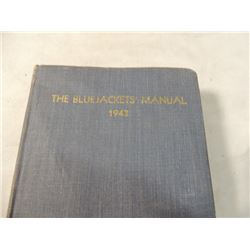 THE BLUEJACKETS' MANUAL
1943